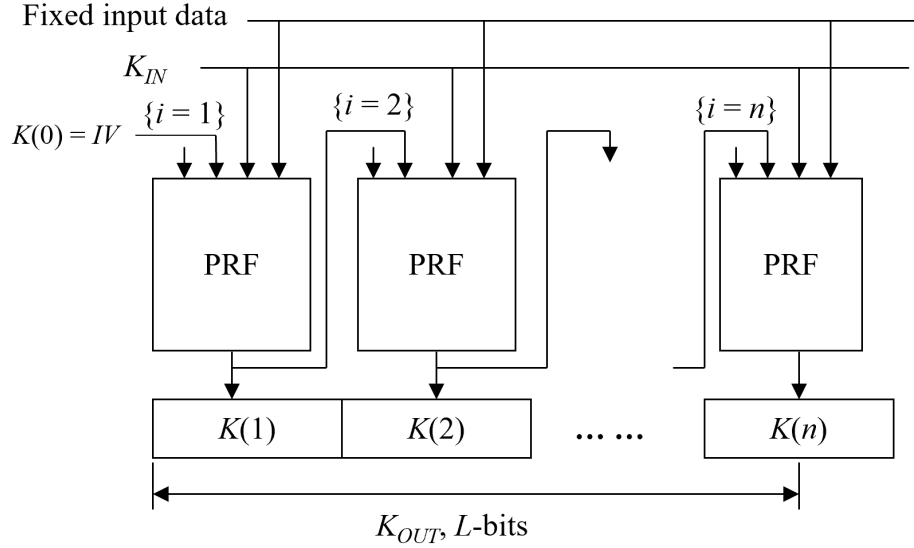 Fixed input data
K_IN
{i = 1} {i = 2} {i = n}
K(0) = IV
PRF PRF PRF
K(1) K(2) ... ... K(n)
K_OUT, L-bits